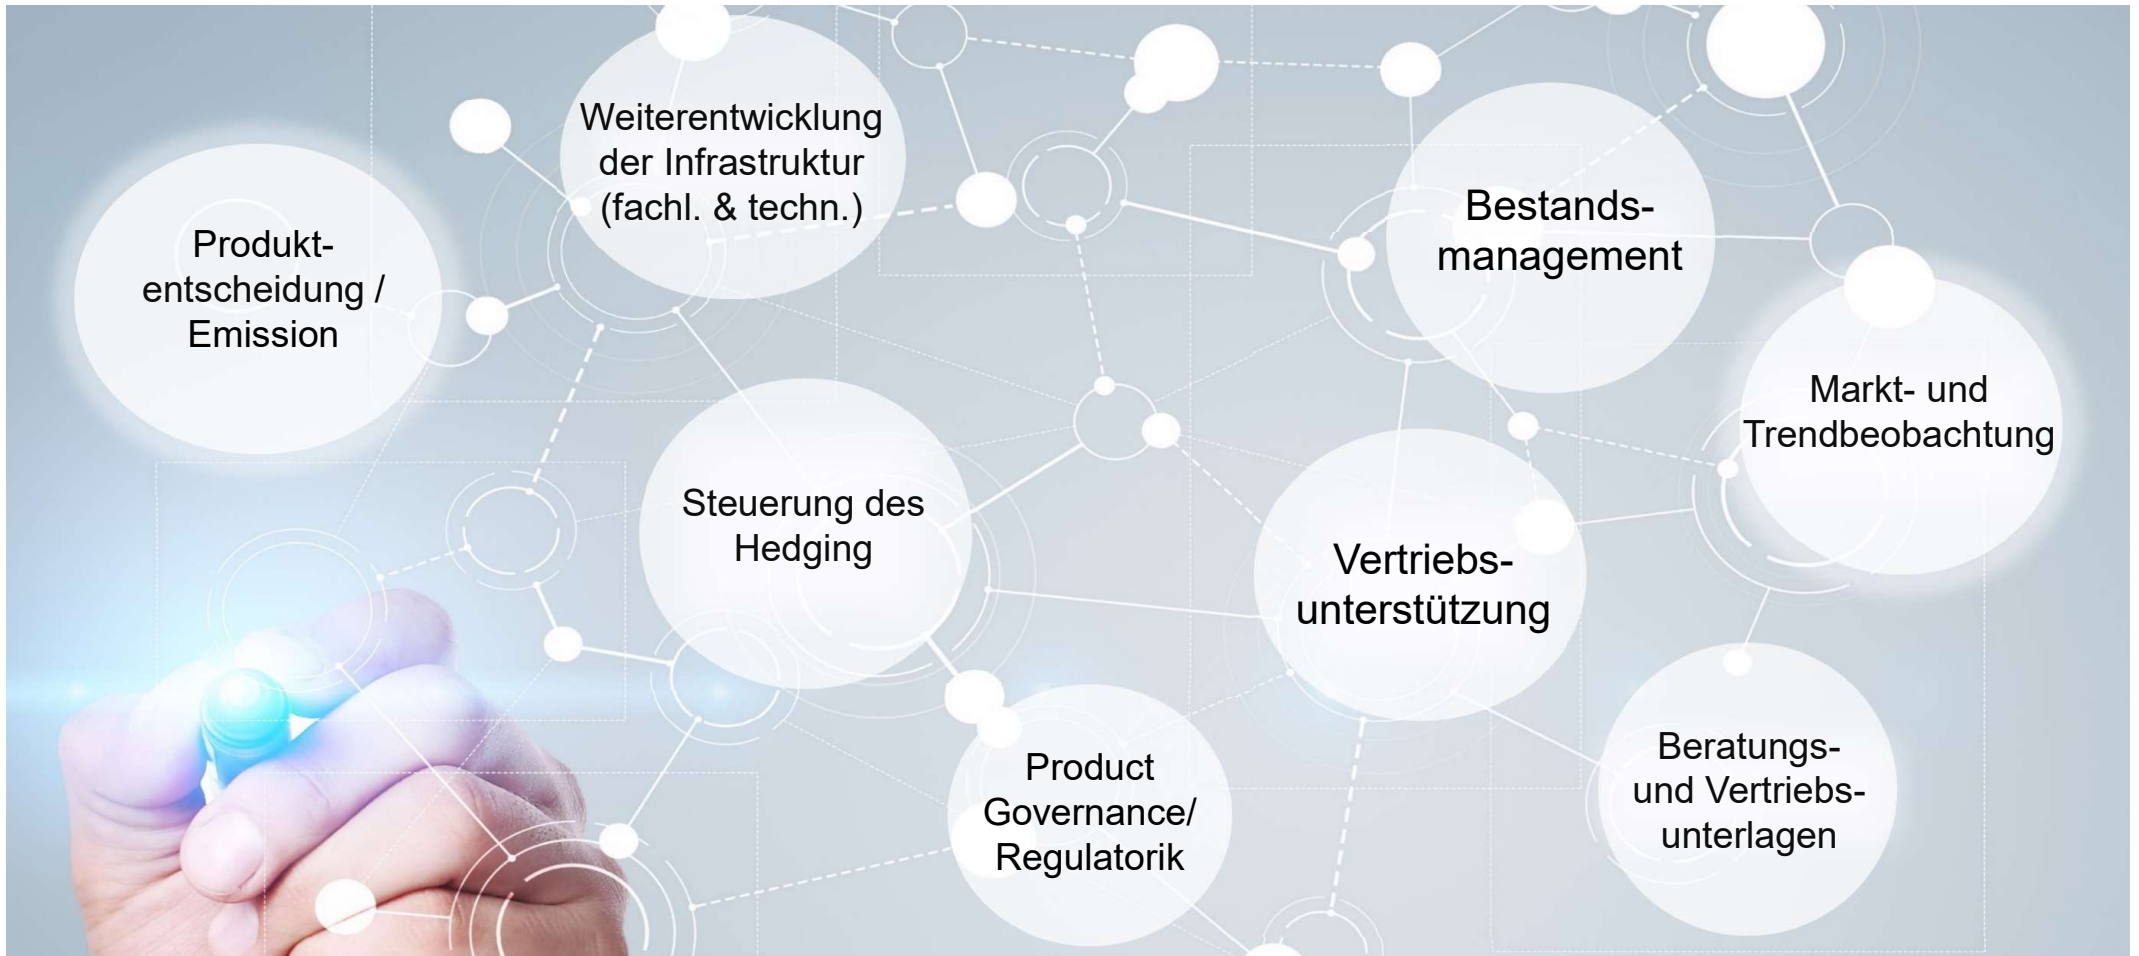 Weiterentwicklung
der Infrastruktur
(fachl. & techn.)
Produkt-
entscheidung /
Emission
Bestands-
management
Markt- und
Trendbeobachtung
Steuerung des
Hedging
Vertriebs-
unterstützung
Product
Governance/
Regulatorik
Beratungs-
und Vertriebs-
unterlagen